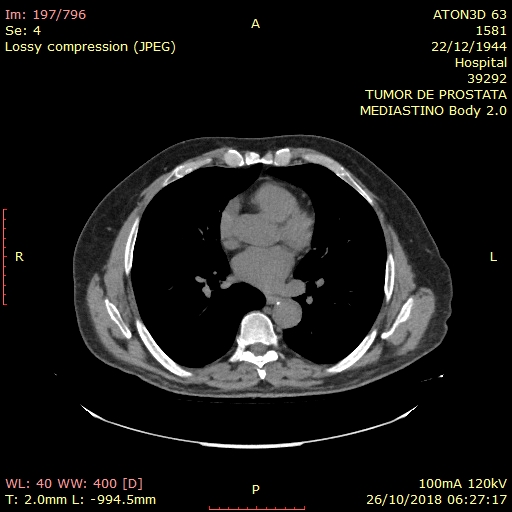 Im: 197/796
Se: 4
Lossy compression (JPEG)
A
ATON3D 63
1581
22/12/1944
Hospital
39292
TUMOR DE PROSTATA
MEDIASTINO Body 2.0
R
L
WL: 40 WW: 400 [D]
T: 2.0mm L: -994.5mm
P
100mA 120kV
26/10/2018 06:27:17